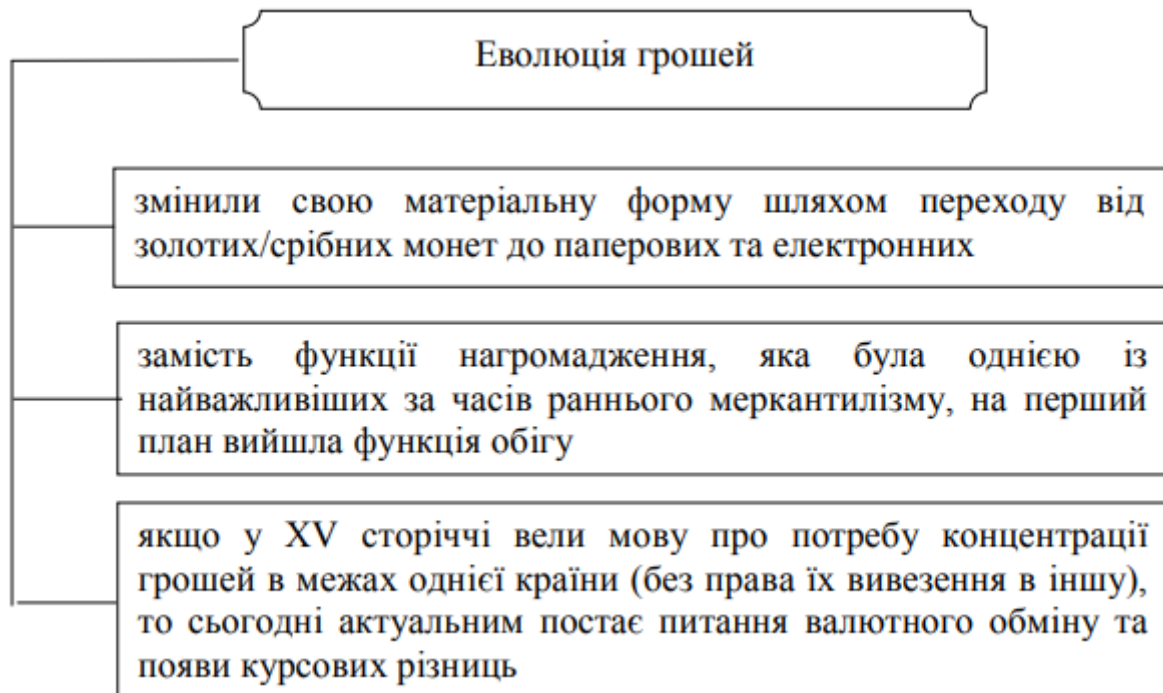 Еволюція грошей
змінили свою матеріальну форму шляхом переходу від
золотих/срібних монет до паперових та електронних
замість функції нагромадження, яка була однією із
найважливіших за часів раннього меркантилізму, на перший
план вийшла функція обігу
якщо у XV сторіччі вели мову про потребу концентрації
грошей в межах однієї країни (без права їх вивезення в іншу),
то сьогодні актуальним постає питання валютного обміну та
появи курсових різниць